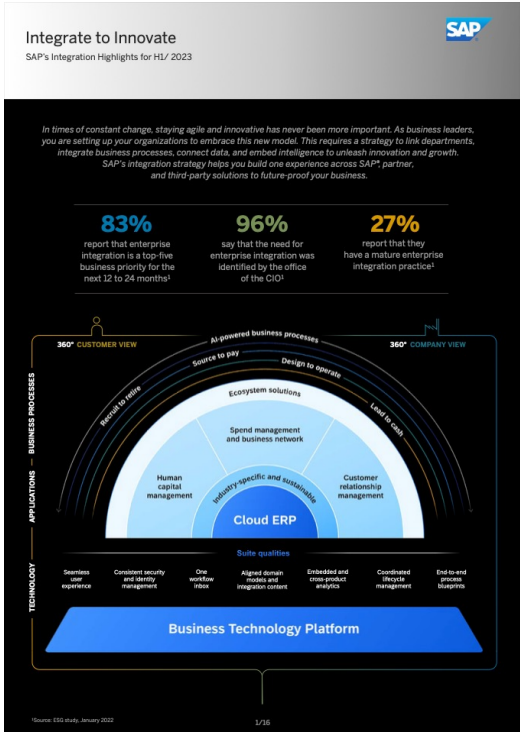 Integrate to Innovate
SAP's Integration Highlights for H1/ 2023
SAP
In times of constant change, staying agile and innovative has never been more important. As business leaders,
you are setting up your organizations to embrace this new model. This requires a strategy to link departments,
integrate business processes, connect data, and embed intelligence to unleash innovation and growth.
SAP's integration strategy helps you build one experience across SAP®, partner,
and third-party solutions to future-proof your business.
83%
report that enterprise
integration is a top-five
business priority for the
next 12 to 24 months¹
96%
say that the need for
enterprise integration was
identified by the office
of the CIO¹
27%
report that they
have a mature enterprise
integration practice¹
360° CUSTOMER VIEW
360° COMPANY VIEW
BUSINESS PROCESSES
APPLICATIONS
TECHNOLOGY
AI-powered business processes
Source to pay
Design to operate
Recruit to retire
Lead to cash
Ecosystem solutions
Spend management
and business network
Human
capital
management
Customer
relationship
management
Industry-specific and sustainable
Cloud ERP
Suite qualities
Seamless
user
experience
Consistent security
and identity
management
One
workflow
inbox
Aligned domain
models and
integration content
Embedded and
cross-product
analytics
Coordinated
lifecycle
management
End-to-end
process
blueprints
Business Technology Platform
¹Source: ESG study, January 2022
1/16